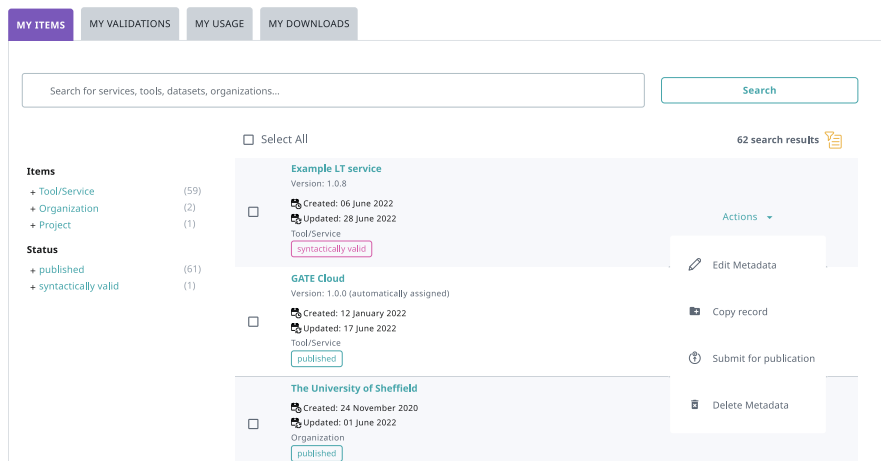 MY ITEMS
MY VALIDATIONS
MY USAGE
MY DOWNLOADS
Search for services, tools, datasets, organizations...
Search
Select All
62 search results
Items
+ Tool/Service (59)
+ Organization (2)
+ Project (1)
Status
+ published (61)
+ syntactically valid (1)
Example LT service
Version: 1.0.8
Created: 06 June 2022
Updated: 28 June 2022
Tool/Service
syntactically valid
Actions
Edit Metadata
Copy record
Submit for publication
Delete Metadata
GATE Cloud
Version: 1.0.0 (automatically assigned)
Created: 12 January 2022
Updated: 17 June 2022
Tool/Service
published
The University of Sheffield
Created: 24 November 2020
Updated: 01 June 2022
Organization
published